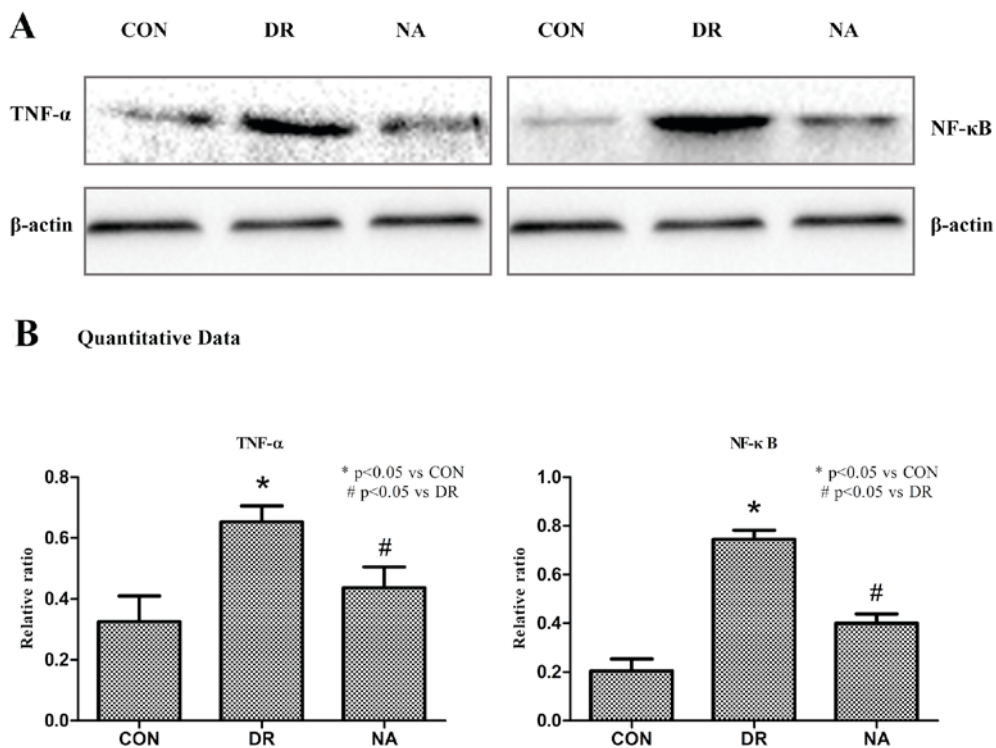 A
CON DR NA CON DR NA
TNF-α NF-κB
β-actin β-actin
B Quantitative Data
TNF-α
* p<0.05 vs CON
# p<0.05 vs DR
Relative ratio
0.8
0.6
0.4
0.2
0.0
*
#
CON DR NA
NF-κ B
* p<0.05 vs CON
# p<0.05 vs DR
Relative ratio
1.0
0.8
0.6
0.4
0.2
0.0
*
#
CON DR NA